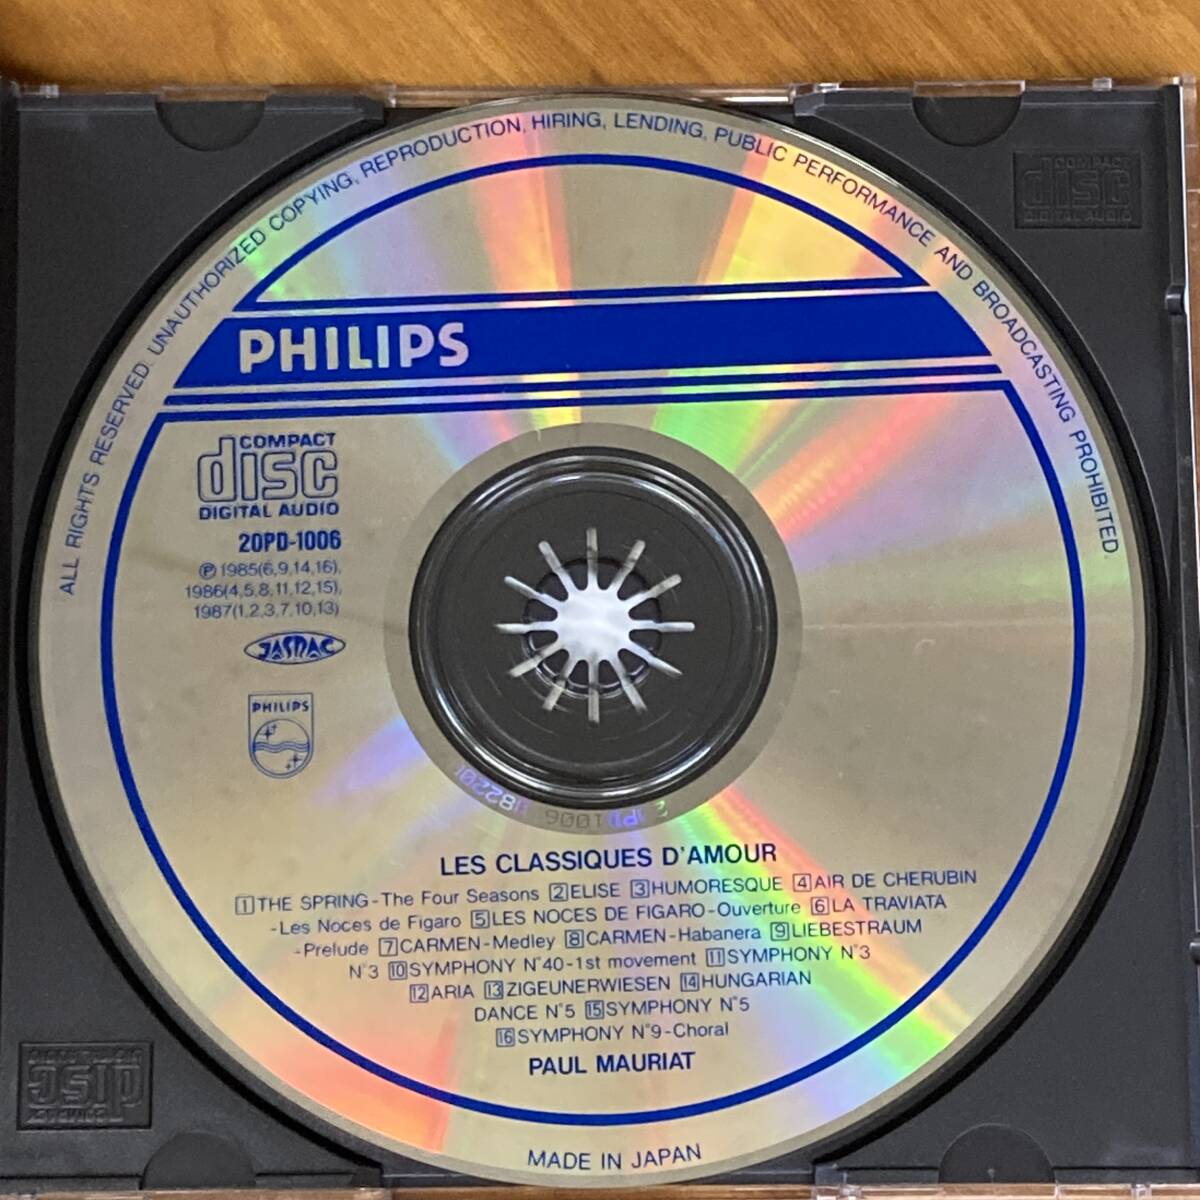 ALL RIGHTS RESERVED. UNAUTHORIZED COPYING, REPRODUCTION, HIRING, LENDING, PUBLIC PERFORMANCE AND BROADCASTING PROHIBITED.
COMPACT
disc
DIGITAL AUDIO
PHILIPS
COMPACT
disc
DIGITAL AUDIO
20PD-1006
Ⓟ 1985(6,9,14,16),
1986(4,5,8,11,12,15),
1987(1,2,3,7,10,13)
JASRAC
PHILIPS
LES CLASSIQUES D'AMOUR
1 THE SPRING-The Four Seasons 2 ELISE 3 HUMORESQUE 4 AIR DE CHERUBIN
-Les Noces de Figaro 5 LES NOCES DE FIGARO-Ouverture 6 LA TRAVIATA
-Prelude 7 CARMEN-Medley 8 CARMEN-Habanera 9 LIEBESTRAUM
N°3 10 SYMPHONY N°40-1st movement 11 SYMPHONY N°3
12 ARIA 13 ZIGEUNERWIESEN 14 HUNGARIAN
DANCE N°5 15 SYMPHONY N°5
16 SYMPHONY N°9-Choral
PAUL MAURIAT
MADE IN JAPAN
COMPACT
disc
DIGITAL AUDIO